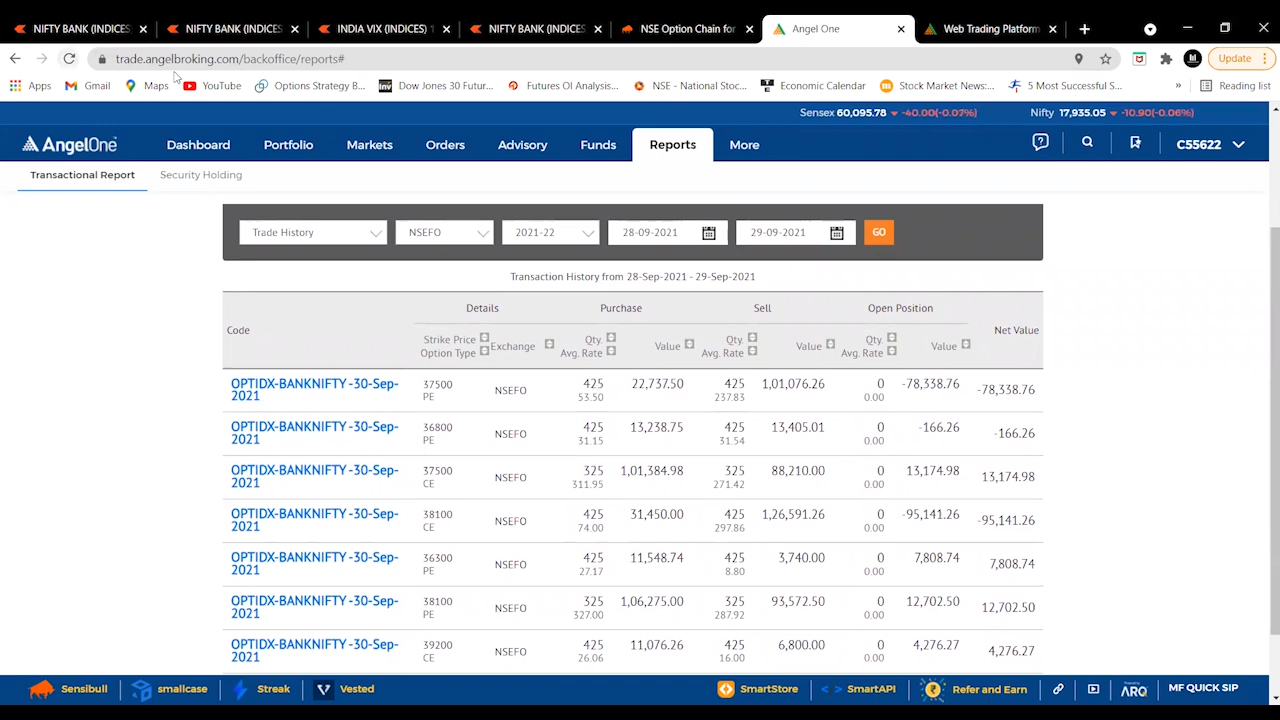 NIFTY BANK (INDICES NIFTY BANK (INDICES INDIA VIX (INDICES) 1 NIFTY BANK (INDICES NSE Option Chain for Angel One Web Trading Platform
trade.angelbroking.com/backoffice/reports# Update
Apps Gmail Maps YouTube Options Strategy B... Dow Jones 30 Futur... Futures OI Analysis... NSE - National Stoc... Economic Calendar Stock Market News:... 5 Most Successful S... » Reading list
Sensex 60,095.78 -40.00(-0.07%) Nifty 17,935.05 -10.90(-0.06%)
AngelOne Dashboard Portfolio Markets Orders Advisory Funds Reports More C55622
Transactional Report Security Holding
Trade History NSEFO 2021-22 28-09-2021 29-09-2021 GO
Transaction History from 28-Sep-2021 - 29-Sep-2021
Details Purchase Sell Open Position
Code Net Value
Strike Price Exchange Qty. Value Qty. Value Qty. Value
Option Type Avg. Rate Avg. Rate Avg. Rate
OPTIDX-BANKNIFTY -30-Sep- 37500 NSEFO 425 22,737.50 425 1,01,076.26 0 -78,338.76 -78,338.76
2021 PE 53.50 237.83 0.00
OPTIDX-BANKNIFTY -30-Sep- 36800 NSEFO 425 13,238.75 425 13,405.01 0 -166.26 -166.26
2021 PE 31.15 31.54 0.00
OPTIDX-BANKNIFTY -30-Sep- 37500 NSEFO 325 1,01,384.98 325 88,210.00 0 13,174.98 13,174.98
2021 CE 311.95 271.42 0.00
OPTIDX-BANKNIFTY -30-Sep- 38100 NSEFO 425 31,450.00 425 1,26,591.26 0 -95,141.26 -95,141.26
2021 CE 74.00 297.86 0.00
OPTIDX-BANKNIFTY -30-Sep- 36300 NSEFO 425 11,548.74 425 3,740.00 0 7,808.74 7,808.74
2021 PE 27.17 8.80 0.00
OPTIDX-BANKNIFTY -30-Sep- 38100 NSEFO 325 1,06,275.00 325 93,572.50 0 12,702.50 12,702.50
2021 PE 327.00 287.92 0.00
OPTIDX-BANKNIFTY -30-Sep- 39200 NSEFO 425 11,076.26 425 6,800.00 0 4,276.27 4,276.27
2021 CE 26.06 16.00 0.00
Sensibull smallcase Streak Vested SmartStore SmartAPI Refer and Earn ARQ MF QUICK SIP